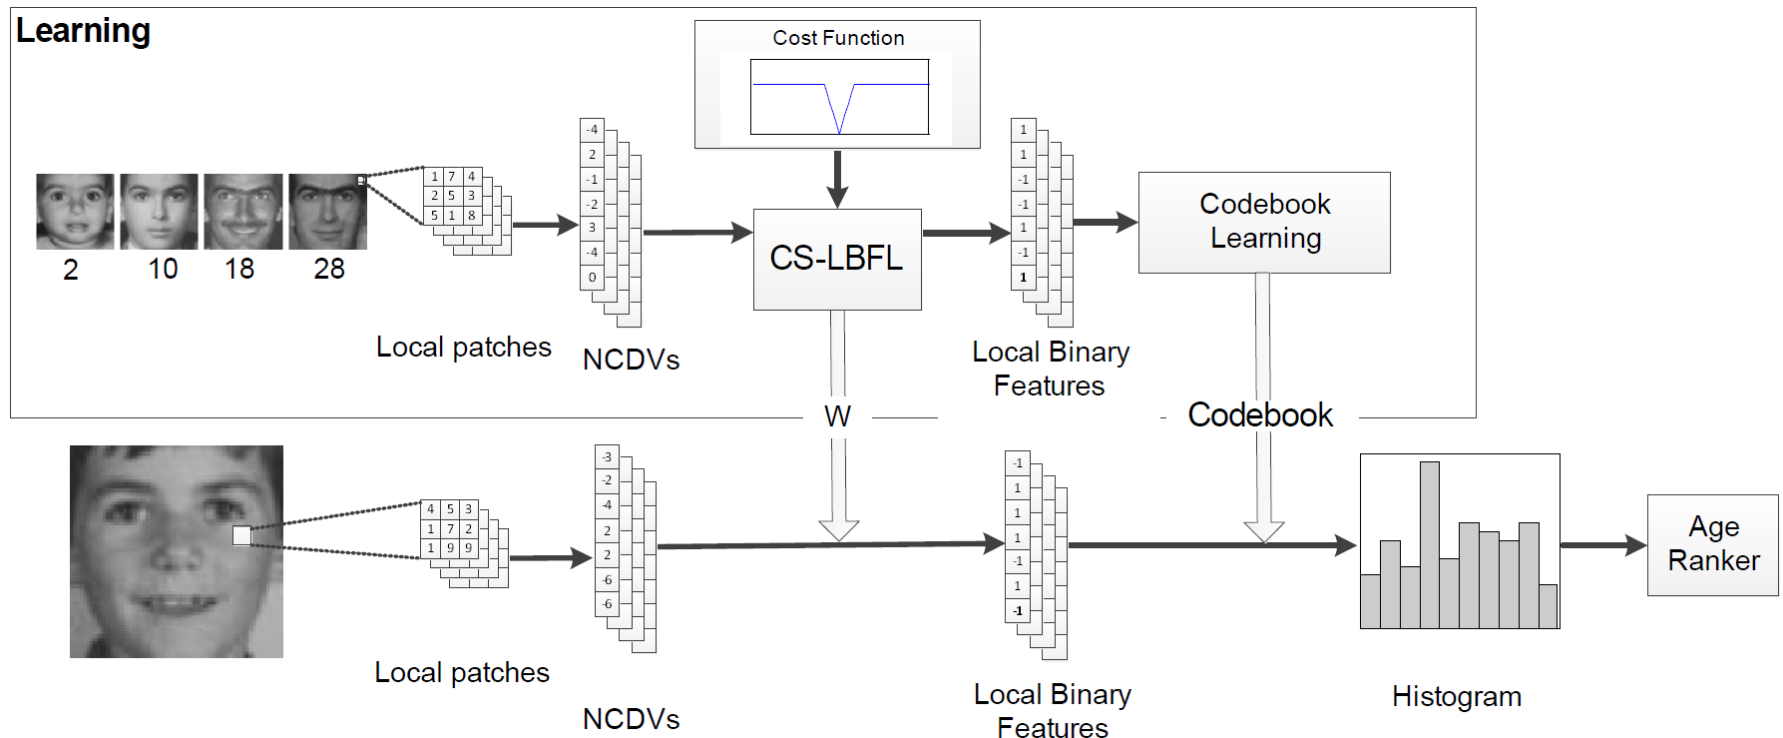 Learning
Cost Function
-4
2
-1
-2
3
-4
0
1
1
-1
-1
1
-1
1
1 7 4
2 5 3
5 1 8
Codebook
Learning
CS-LBFL
2 10 18 28
Local patches
NCDVs
Local Binary
Features
W
Codebook
-3
-2
-4
2
2
-6
-6
-1
1
1
1
-1
1
-1
4 5 3
1 7 2
1 9 9
Age
Ranker
Local patches
NCDVs
Local Binary
Features
Histogram